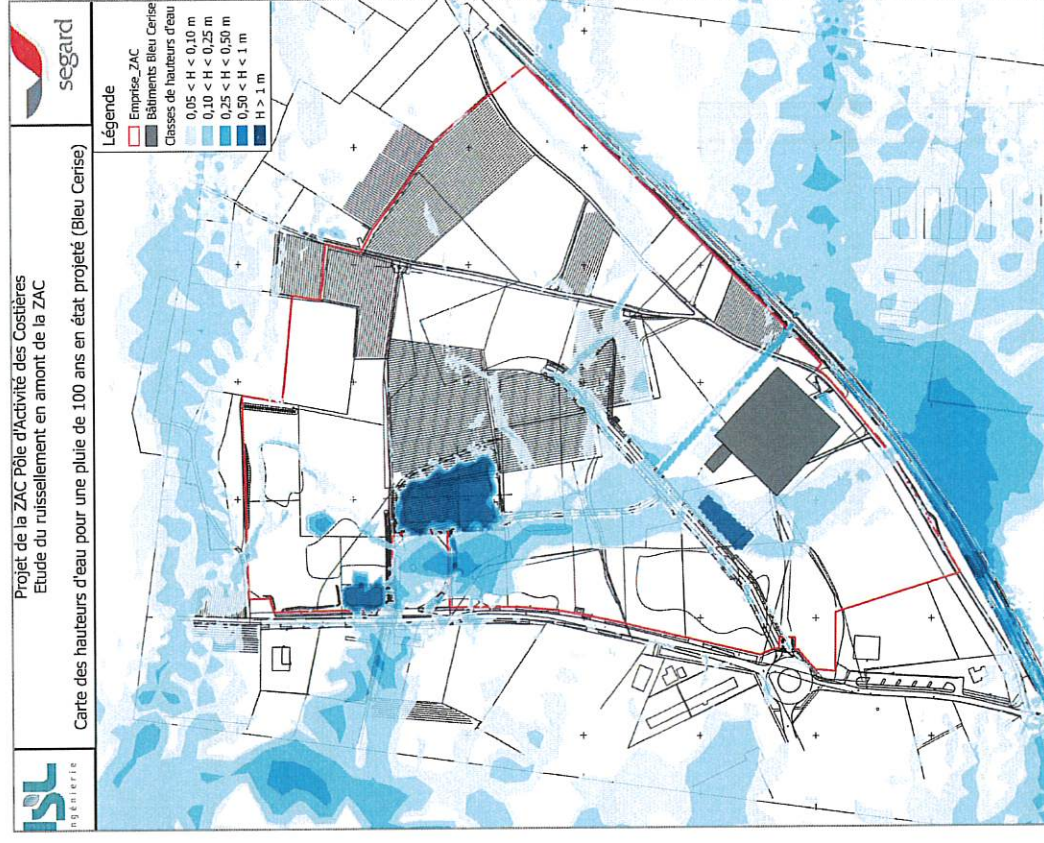 ISL
ngénierie
Projet de la ZAC Pôle d'Activité des Costières
Etude du ruissellement en amont de la ZAC
Carte des hauteurs d'eau pour une pluie de 100 ans en état projeté (Bleu Cerise)
segard
Légende
Emprise_ZAC
Bâtiments Bleu Cerise
Classes de hauteurs d'eau
0,05 < H < 0,10 m
0,10 < H < 0,25 m
0,25 < H < 0,50 m
0,50 < H < 1 m
H > 1 m